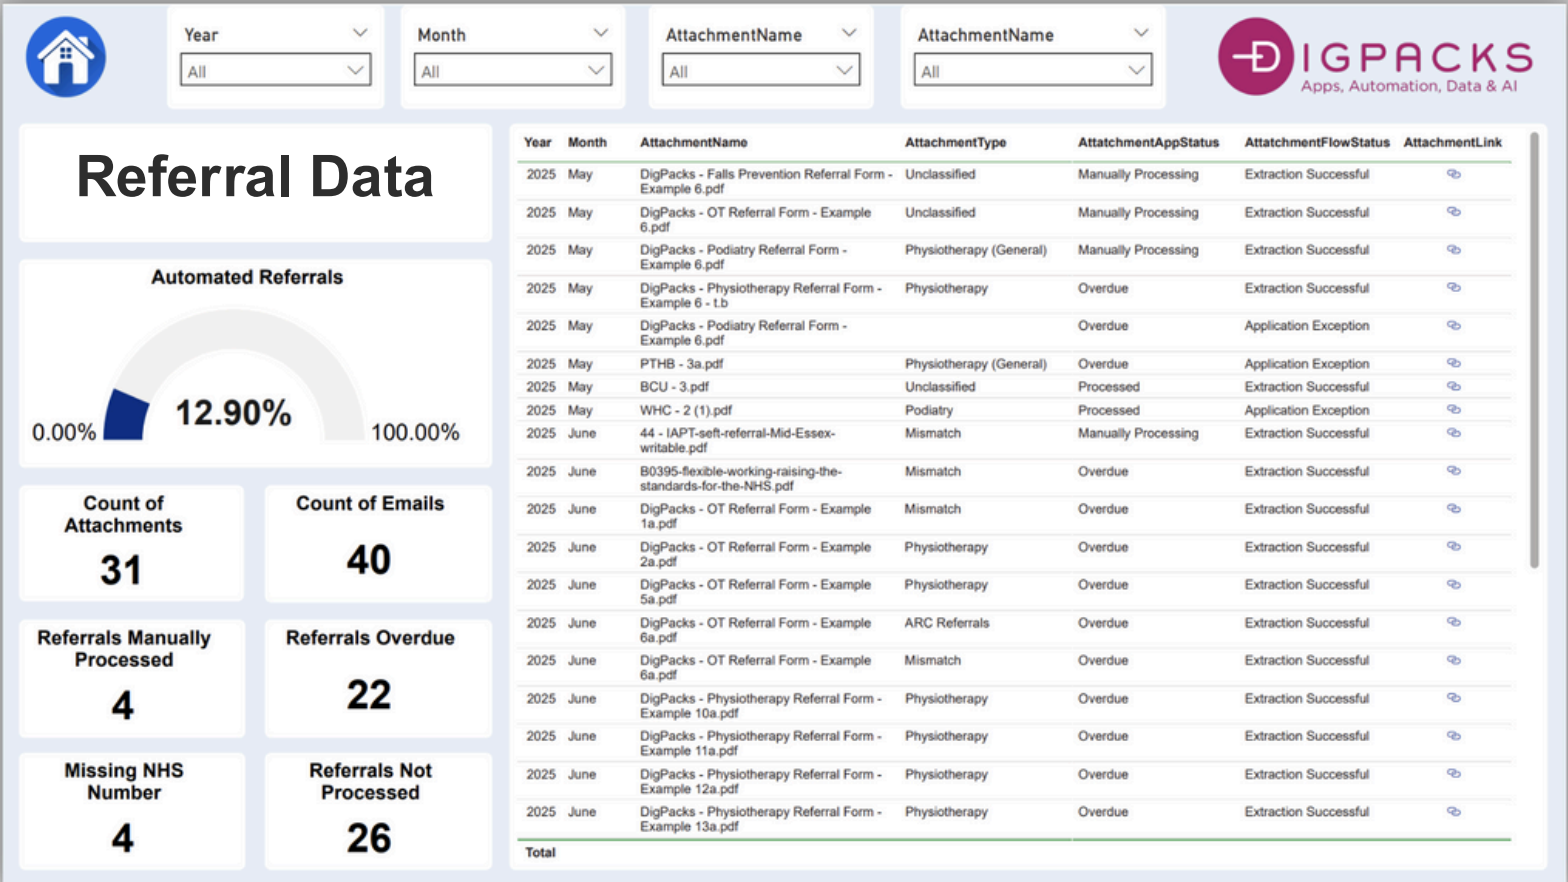 Year
All
Month
All
AttachmentName
All
AttachmentName
All
DIGPACKS
Apps, Automation, Data & AI
Referral Data
Automated Referrals
0.00%
12.90%
100.00%
Count of
Attachments
31
Count of Emails
40
Referrals Manually
Processed
4
Referrals Overdue
22
Missing NHS
Number
4
Referrals Not
Processed
26
Year Month AttachmentName AttachmentType AttatchmentAppStatus AttatchmentFlowStatus AttachmentLink
2025 May DigPacks - Falls Prevention Referral Form - Unclassified Manually Processing Extraction Successful
Example 6.pdf
2025 May DigPacks - OT Referral Form - Example Unclassified Manually Processing Extraction Successful
6.pdf
2025 May DigPacks - Podiatry Referral Form - Physiotherapy (General) Manually Processing Extraction Successful
Example 6.pdf
2025 May DigPacks - Physiotherapy Referral Form - Physiotherapy Overdue Extraction Successful
Example 6 - t.b
2025 May DigPacks - Podiatry Referral Form - Overdue Application Exception
Example 6.pdf
2025 May PTHB - 3a.pdf Physiotherapy (General) Overdue Application Exception
2025 May BCU - 3.pdf Unclassified Processed Extraction Successful
2025 May WHC - 2 (1).pdf Podiatry Processed Application Exception
2025 June 44 - IAPT-seft-referral-Mid-Essex- Mismatch Manually Processing Extraction Successful
writable.pdf
2025 June B0395-flexible-working-raising-the- Mismatch Overdue Extraction Successful
standards-for-the-NHS.pdf
2025 June DigPacks - OT Referral Form - Example Mismatch Overdue Extraction Successful
1a.pdf
2025 June DigPacks - OT Referral Form - Example Physiotherapy Overdue Extraction Successful
2a.pdf
2025 June DigPacks - OT Referral Form - Example Physiotherapy Overdue Extraction Successful
5a.pdf
2025 June DigPacks - OT Referral Form - Example ARC Referrals Overdue Extraction Successful
6a.pdf
2025 June DigPacks - OT Referral Form - Example Mismatch Overdue Extraction Successful
6a.pdf
2025 June DigPacks - Physiotherapy Referral Form - Physiotherapy Overdue Extraction Successful
Example 10a.pdf
2025 June DigPacks - Physiotherapy Referral Form - Physiotherapy Overdue Extraction Successful
Example 11a.pdf
2025 June DigPacks - Physiotherapy Referral Form - Physiotherapy Overdue Extraction Successful
Example 12a.pdf
2025 June DigPacks - Physiotherapy Referral Form - Physiotherapy Overdue Extraction Successful
Example 13a.pdf
Total